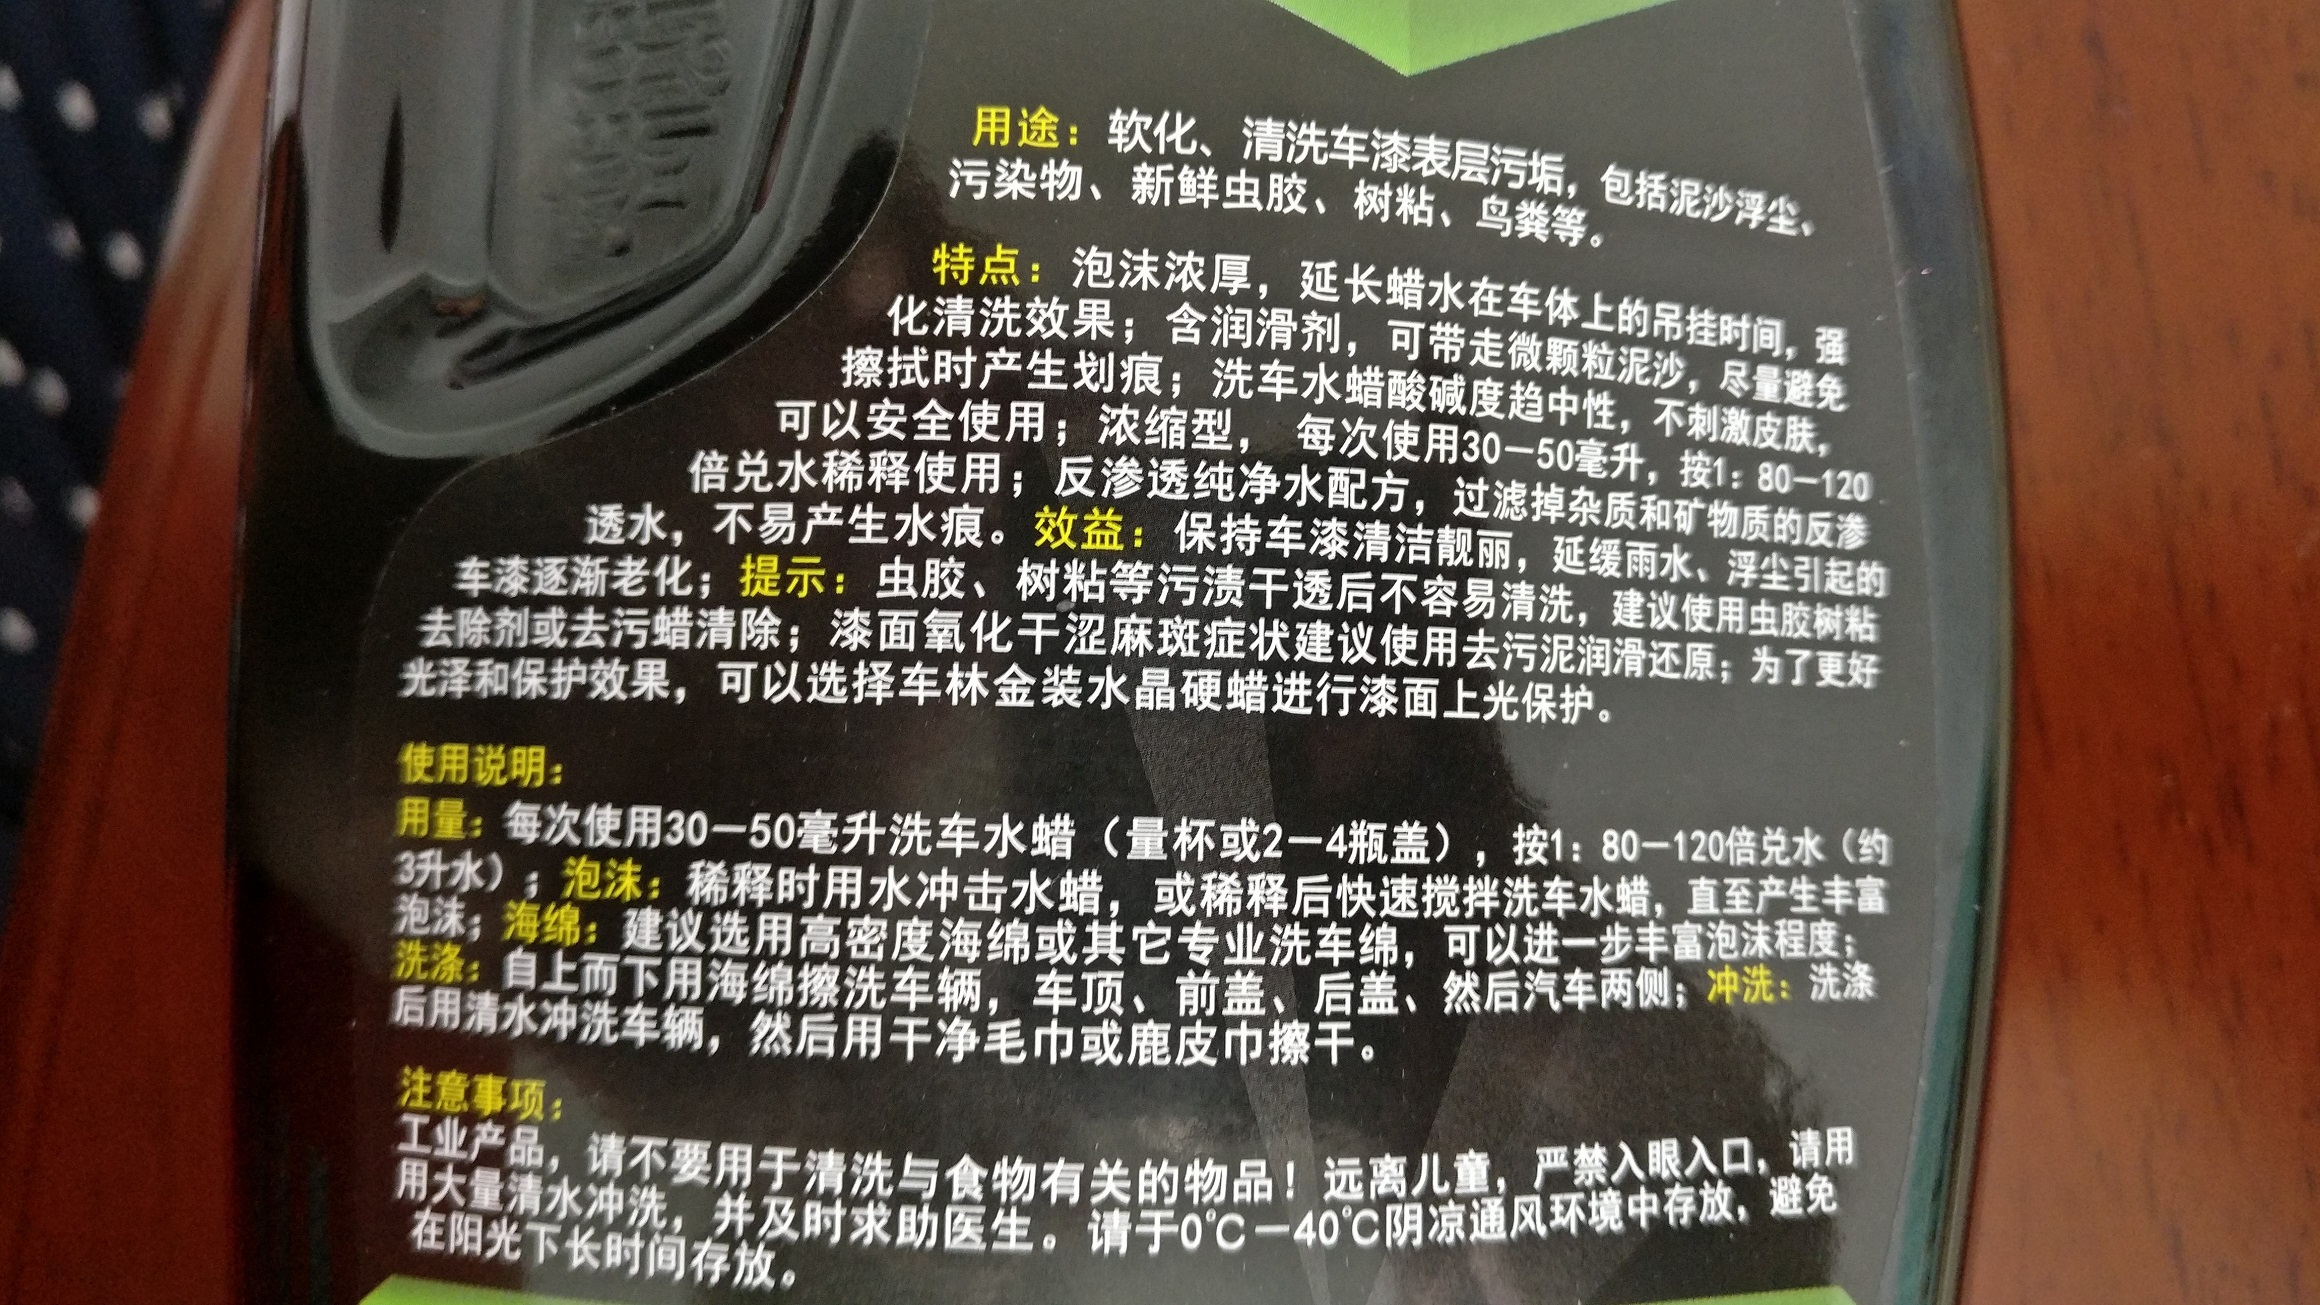 用途：软化、清洗车漆表层污垢，包括泥沙浮尘、
污染物、新鲜虫胶、树粘、鸟粪等。
特点：泡沫浓厚，延长蜡水在车体上的吊挂时间，强
化清洗效果；含润滑剂，可带走微颗粒泥沙，尽量避免
擦拭时产生划痕；洗车水蜡酸碱度趋中性，不刺激皮肤，
可以安全使用；浓缩型， 每次使用30－50毫升，按1：80－120
倍兑水稀释使用；反渗透纯净水配方，过滤掉杂质和矿物质的反渗
透水，不易产生水痕。效益：保持车漆清洁靓丽，延缓雨水、浮尘引起的
车漆逐渐老化；提示：虫胶、树粘等污渍干透后不容易清洗，建议使用虫胶树粘
去除剂或去污蜡清除；漆面氧化干涩麻斑症状建议使用去污泥润滑还原；为了更好
光泽和保护效果，可以选择车林金装水晶硬蜡进行漆面上光保护。
使用说明：
用量：每次使用30－50毫升洗车水蜡（量杯或2－4瓶盖），按1：80－120倍兑水（约
3升水）；泡沫：稀释时用水冲击水蜡，或稀释后快速搅拌洗车水蜡，直至产生丰富
泡沫；海绵：建议选用高密度海绵或其它专业洗车绵，可以进一步丰富泡沫程度；
洗涤：自上而下用海绵擦洗车辆，车顶、前盖、后盖、然后汽车两侧；冲洗：洗涤
后用清水冲洗车辆，然后用干净毛巾或鹿皮巾擦干。
注意事项：
工业产品，请不要用于清洗与食物有关的物品！远离儿童，严禁入眼入口，请用
用大量清水冲洗，并及时求助医生。请于0℃－40℃阴凉通风环境中存放，避免
在阳光下长时间存放。